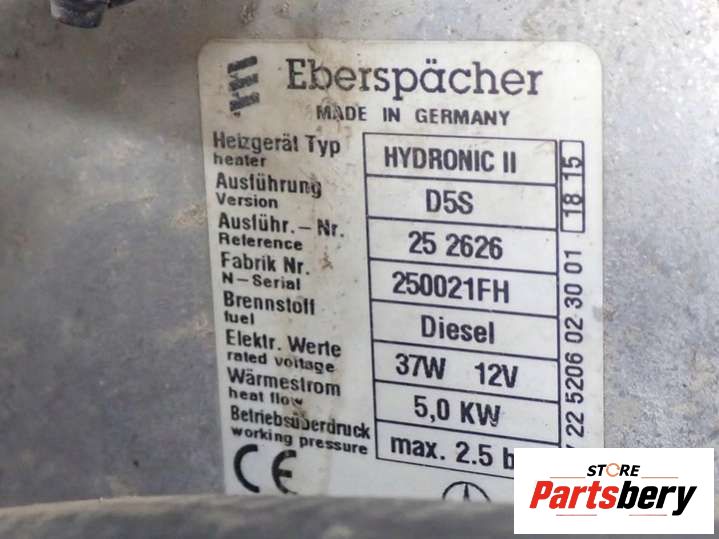 Eberspächer
MADE IN GERMANY
Heizgerät Typ
heater
HYDRONIC II
Ausführung
Version
D5S
Ausführ.-Nr.
Reference
25 2626
Fabrik Nr.
N-Serial
250021FH
Brennstoff
fuel
Diesel
Elektr. Werte
rated voltage
37W 12V
Wärmestrom
heat flow
5,0 KW
Betriebsüberdruck
working pressure
max. 2.5
CE
22 5206 02 30 01
18 15
STORE
Partsbery